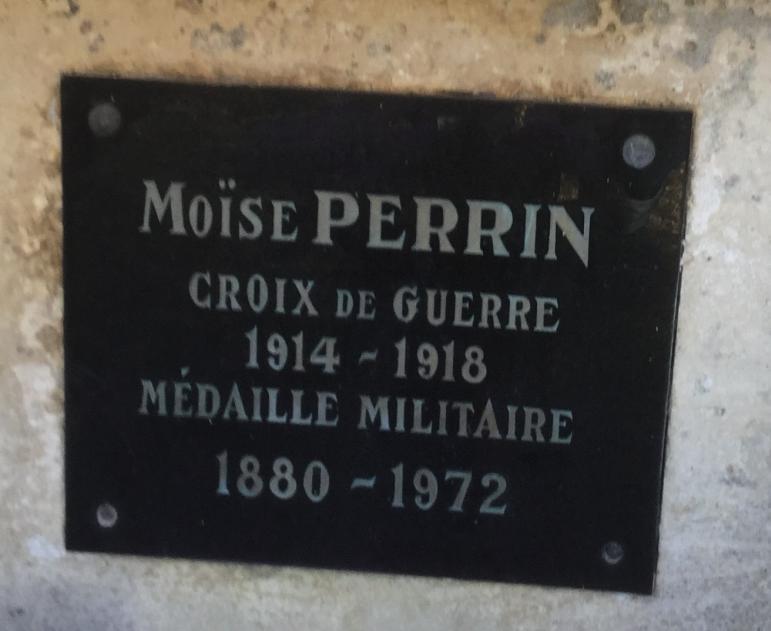 Moïse PERRIN
CROIX DE GUERRE
1914 - 1918
MÉDAILLE MILITAIRE
1880 - 1972